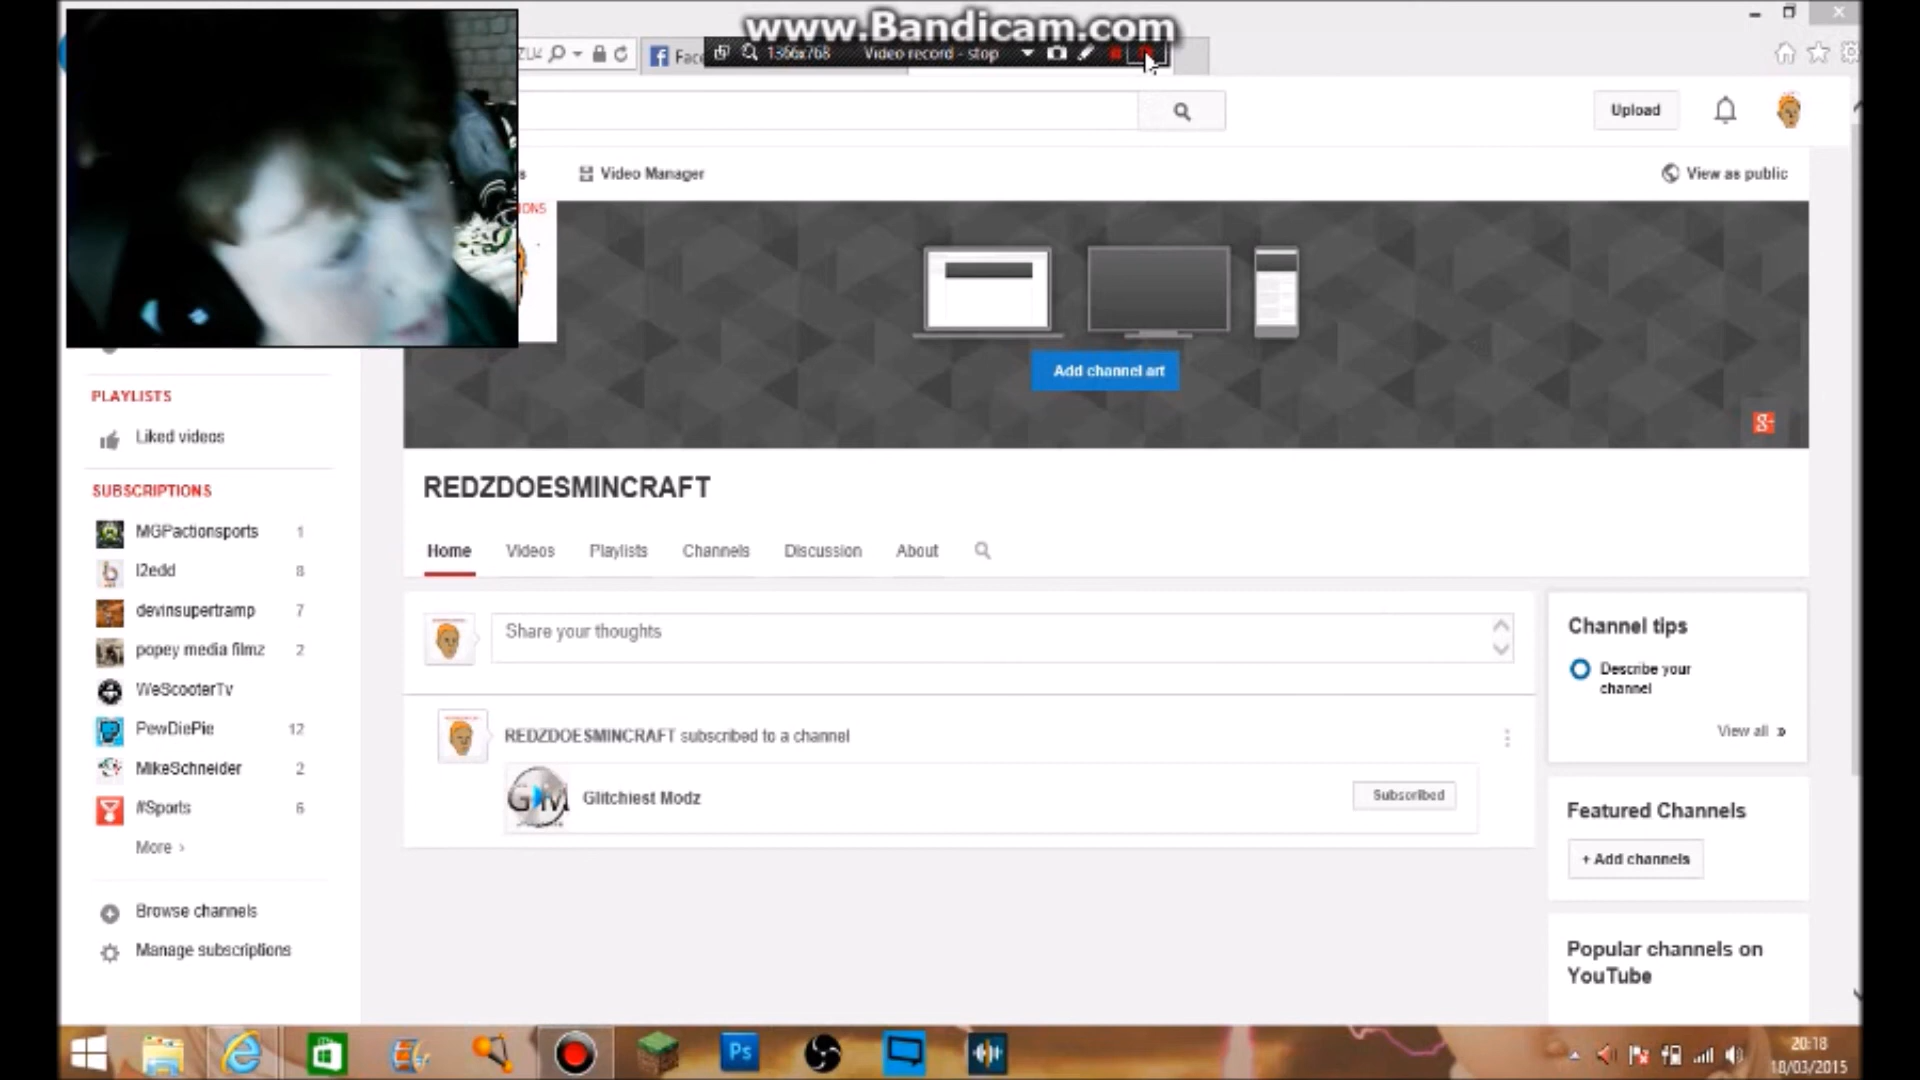 www.Bandicam.com
1366x768
Video record - stop
Upload
Video Manager
View as public
IONS
Add channel art
g+
PLAYLISTS
Liked videos
REDZDOESMINCRAFT
SUBSCRIPTIONS
MGPactionsports 1
l2edd 8
devinsupertramp 7
popey media filmz 2
WeScooterTv
PewDiePie 12
MikeSchneider 2
#Sports 6
More ›
Browse channels
Manage subscriptions
Home Videos Playlists Channels Discussion About
Share your thoughts
REDZDOESMINCRAFT subscribed to a channel
GM
Glitchiest Modz
Subscribed
Channel tips
Describe your
channel
View all »
Featured Channels
+ Add channels
Popular channels on
YouTube
Ps
20:18
18/03/2015